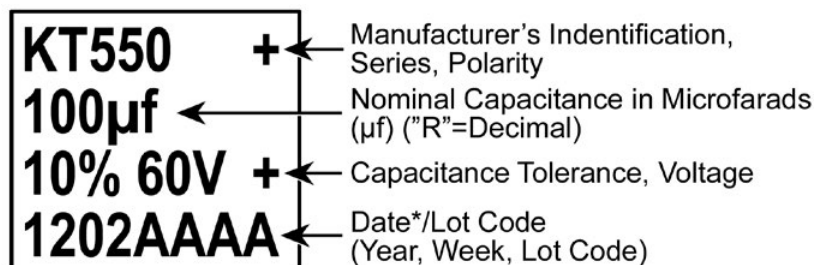 KT550 +
Manufacturer's Indentification,
Series, Polarity
100µf
Nominal Capacitance in Microfarads
(µf) (”R”=Decimal)
10% 60V +
Capacitance Tolerance, Voltage
1202AAAA
Date*/Lot Code
(Year, Week, Lot Code)